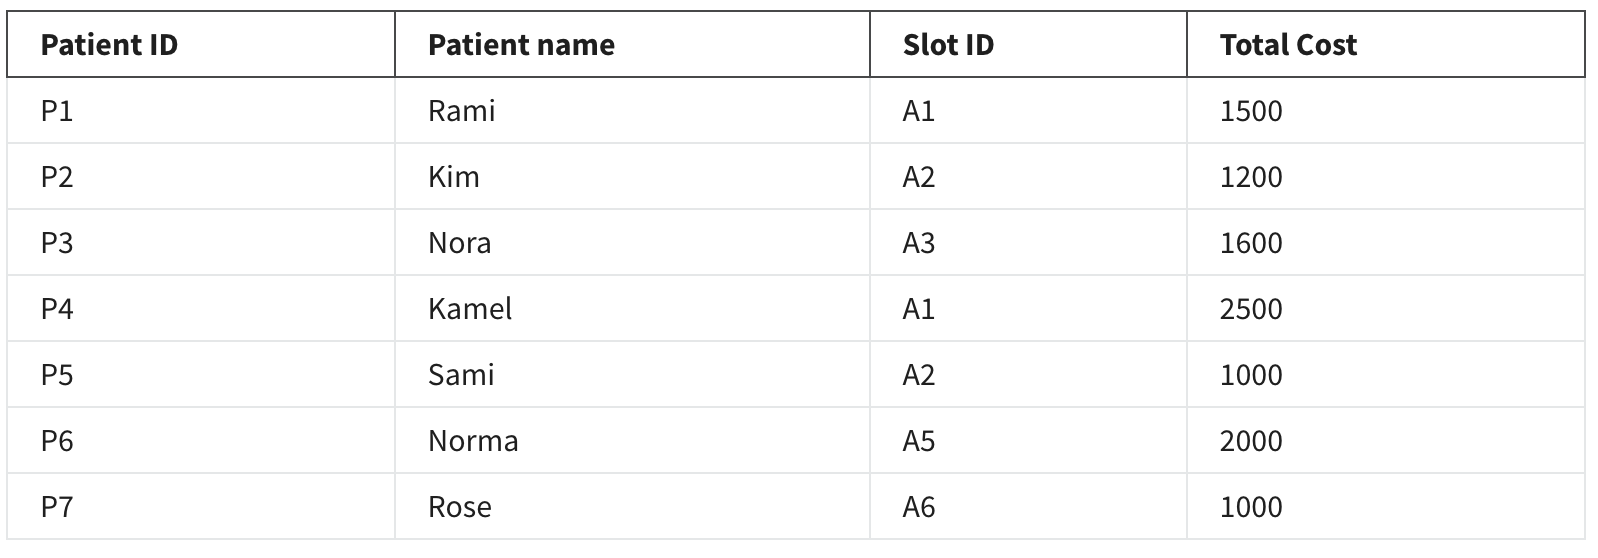 Patient ID Patient name Slot ID Total Cost
P1 Rami A1 1500
P2 Kim A2 1200
P3 Nora A3 1600
P4 Kamel A1 2500
P5 Sami A2 1000
P6 Norma A5 2000
P7 Rose A6 1000